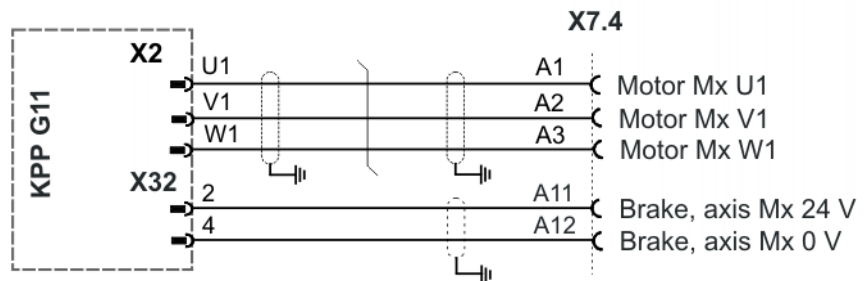 X7.4
X2
U1 A1 Motor Mx U1
V1 A2 Motor Mx V1
W1 A3 Motor Mx W1
KPP G11
X32
2 A11 Brake, axis Mx 24 V
4 A12 Brake, axis Mx 0 V